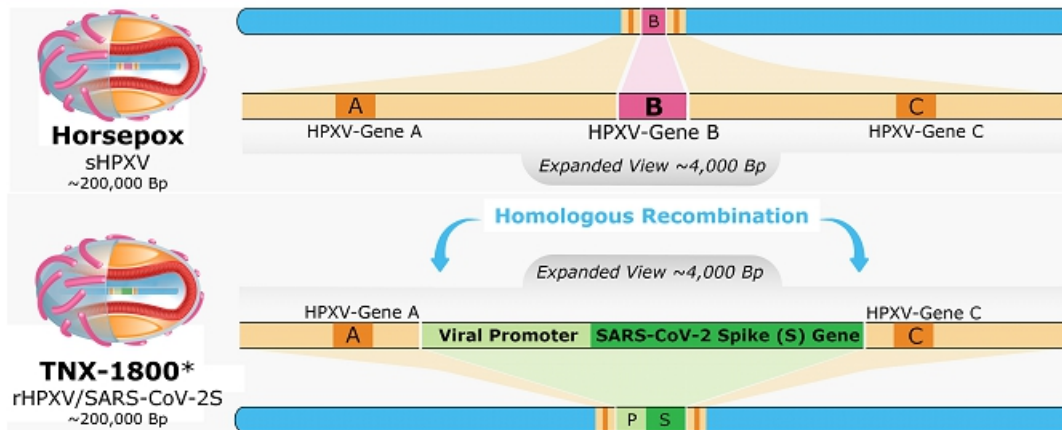 B
A
B
C
Horsepox
sHPXV
~200,000 Bp
HPXV-Gene A
HPXV-Gene B
HPXV-Gene C
Expanded View ~4,000 Bp
Homologous Recombination
Expanded View ~4,000 Bp
HPXV-Gene A
HPXV-Gene C
A
Viral Promoter
SARS-CoV-2 Spike (S) Gene
C
TNX-1800*
rHPXV/SARS-CoV-2S
~200,000 Bp
P
S